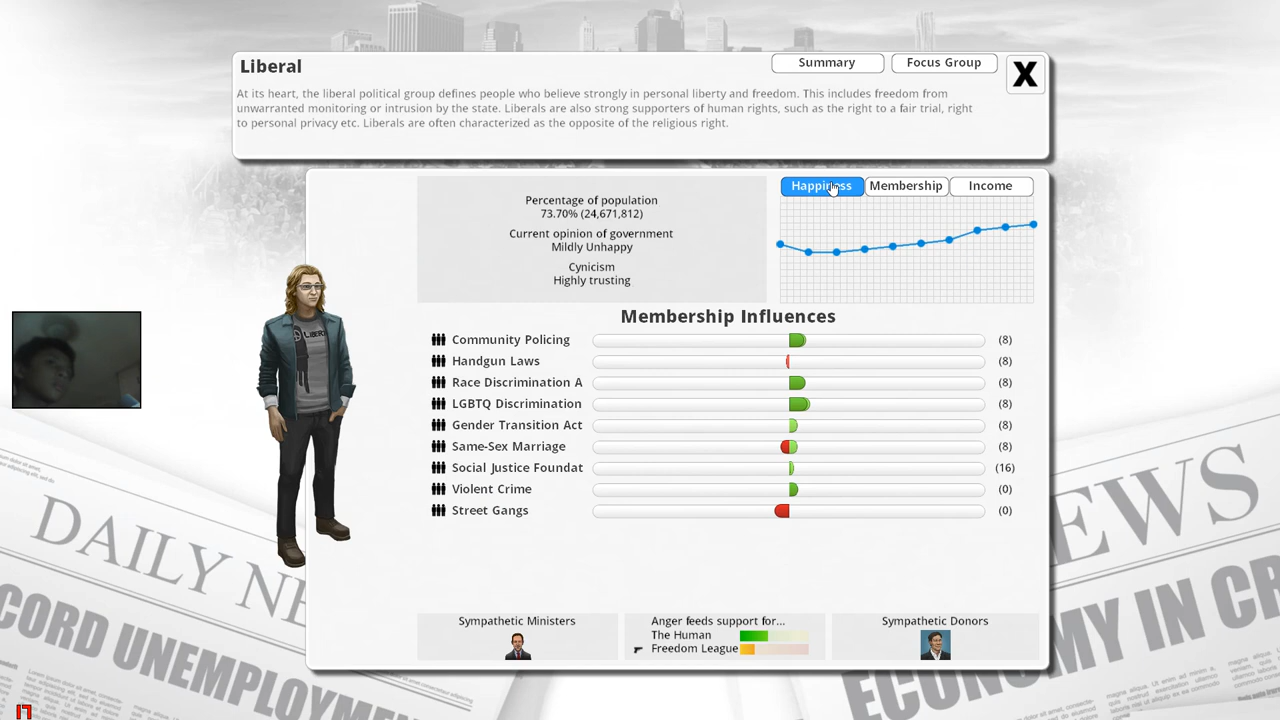 Liberal
Summary
Focus Group
X
At its heart, the liberal political group defines people who believe strongly in personal liberty and freedom. This includes freedom from
unwarranted monitoring or intrusion by the state. Liberals are also strong supporters of human rights, such as the right to a fair trial, right
to personal privacy etc. Liberals are often characterized as the opposite of the religious right.
Percentage of population
73.70% (24,671,812)
Current opinion of government
Mildly Unhappy
Cynicism
Highly trusting
Happiness
Membership
Income
Membership Influences
Community Policing (8)
Handgun Laws (8)
Race Discrimination A (8)
LGBTQ Discrimination (8)
Gender Transition Act (8)
Same-Sex Marriage (8)
Social Justice Foundat (16)
Violent Crime (0)
Street Gangs (0)
Sympathetic Ministers
Anger feeds support for...
The Human
Freedom League
Sympathetic Donors
DAILY NE
EWS
CORD UNEMPLOYM
ECONOMY IN CR